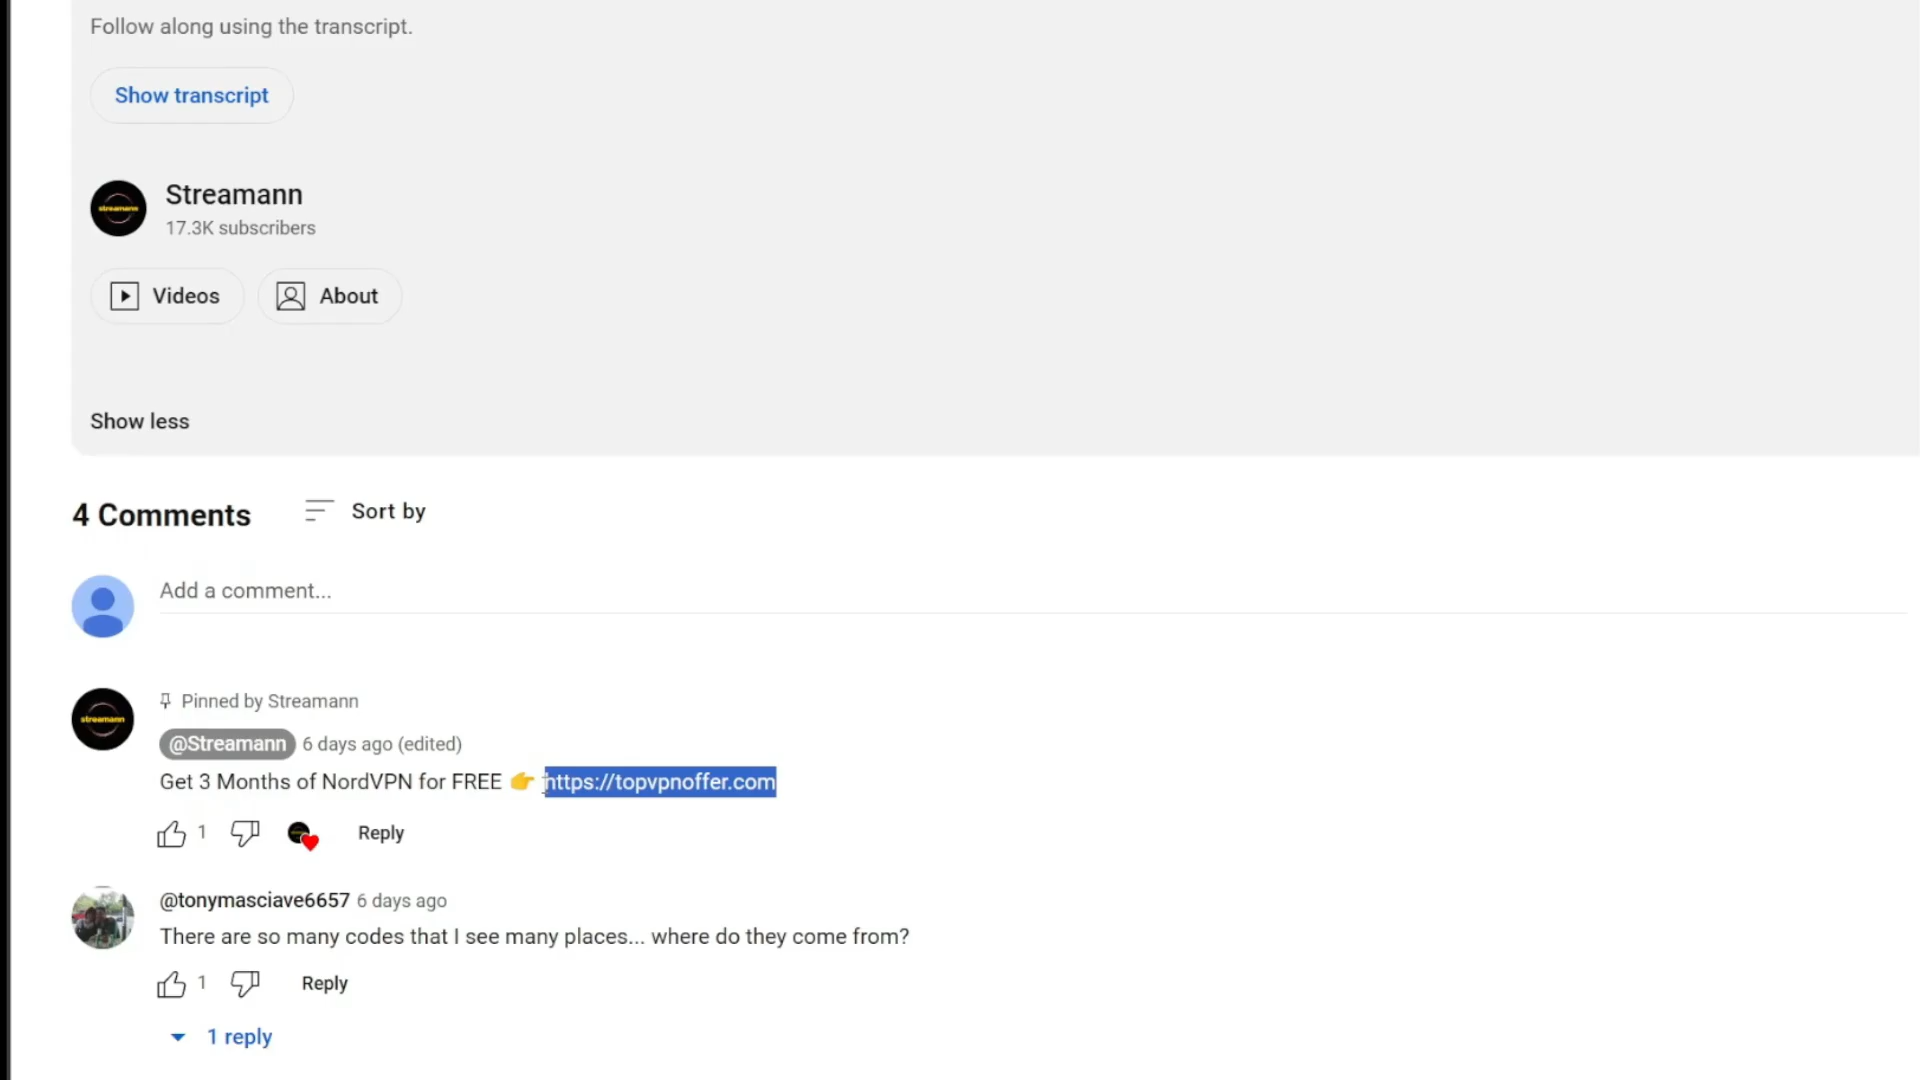 Follow along using the transcript.
Show transcript
streamann
Streamann
17.3K subscribers
Videos
About
Show less
4 Comments
Sort by
Add a comment...
streamann
Pinned by Streamann
@Streamann 6 days ago (edited)
Get 3 Months of NordVPN for FREE 👉 https://topvpnoffer.com
1
Reply
@tonymasciave6657 6 days ago
There are so many codes that I see many places... where do they come from?
1
Reply
1 reply